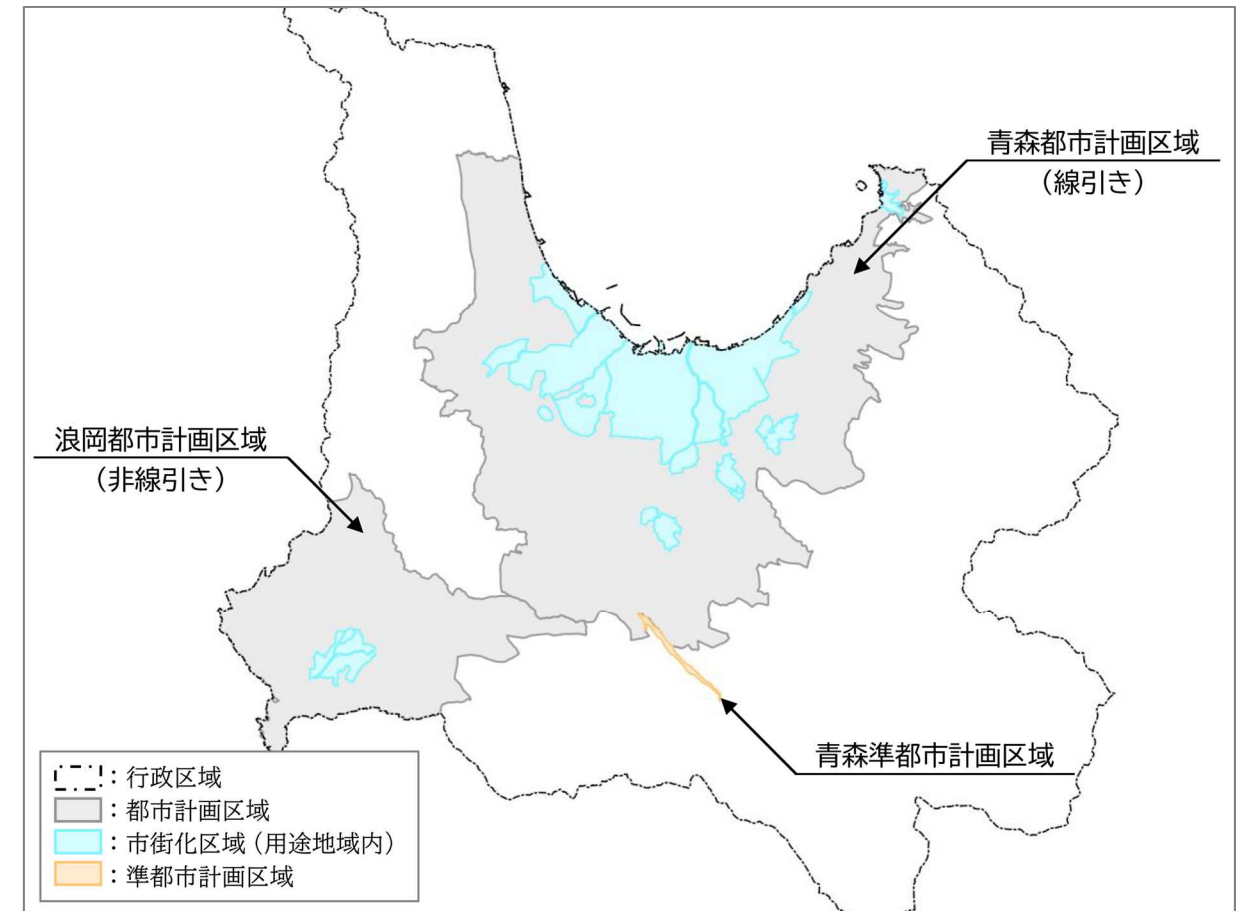 青森都市計画区域
（線引き）
浪岡都市計画区域
（非線引き）
青森準都市計画区域
：行政区域
：都市計画区域
：市街化区域（用途地域内）
：準都市計画区域